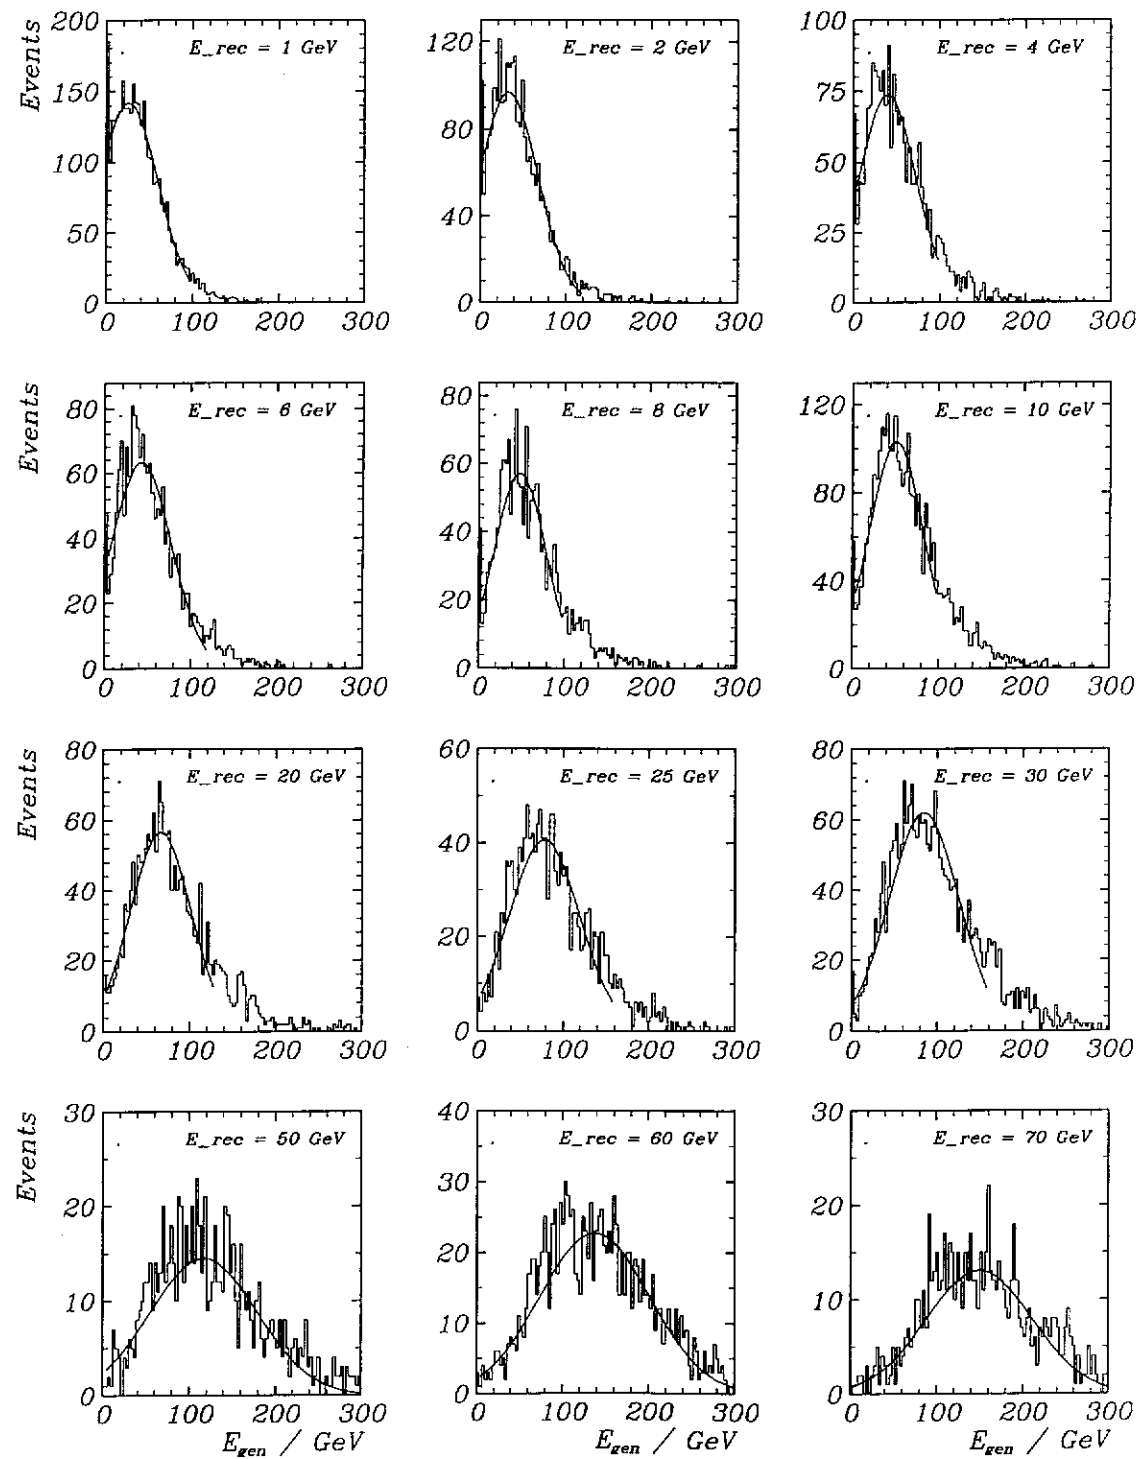 200 120 100
E_rec = 1 GeV E_rec = 2 GeV E_rec = 4 GeV
Events
150 80 75
100 50
50 40 25
0 0 0
0 100 200 300 0 100 200 300 0 100 200 300
80 80 120
E_rec = 6 GeV E_rec = 8 GeV E_rec = 10 GeV
Events
60 60 80
40 40
20 20 40
0 0 0
0 100 200 300 0 100 200 300 0 100 200 300
80 60 80
E_rec = 20 GeV E_rec = 25 GeV E_rec = 30 GeV
Events
60 40 60
40 40
20 20 20
0 0 0
0 100 200 300 0 100 200 300 0 100 200 300
30 40 30
E_rec = 50 GeV E_rec = 60 GeV E_rec = 70 GeV
Events
20 30 20
20
10 10 10
0 0 0
0 100 200 300 0 100 200 300 0 100 200 300
E_gen / GeV E_gen / GeV E_gen / GeV